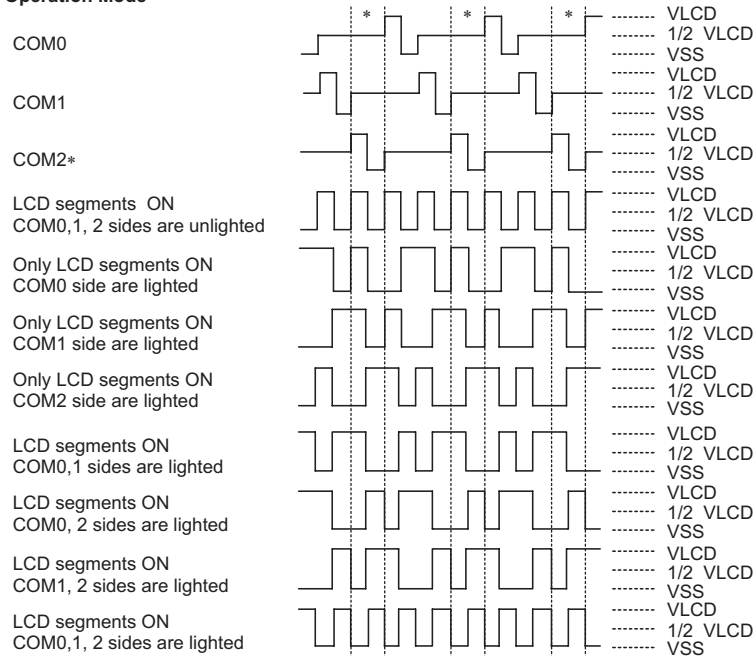 Operation Mode
* * *
COM0
VLCD
1/2 VLCD
VSS
COM1
VLCD
1/2 VLCD
VSS
COM2*
VLCD
1/2 VLCD
VSS
LCD segments ON
COM0,1, 2 sides are unlighted
VLCD
1/2 VLCD
VSS
Only LCD segments ON
COM0 side are lighted
VLCD
1/2 VLCD
VSS
Only LCD segments ON
COM1 side are lighted
VLCD
1/2 VLCD
VSS
Only LCD segments ON
COM2 side are lighted
VLCD
1/2 VLCD
VSS
LCD segments ON
COM0,1 sides are lighted
VLCD
1/2 VLCD
VSS
LCD segments ON
COM0, 2 sides are lighted
VLCD
1/2 VLCD
VSS
LCD segments ON
COM1, 2 sides are lighted
VLCD
1/2 VLCD
VSS
LCD segments ON
COM0,1, 2 sides are lighted
VLCD
1/2 VLCD
VSS